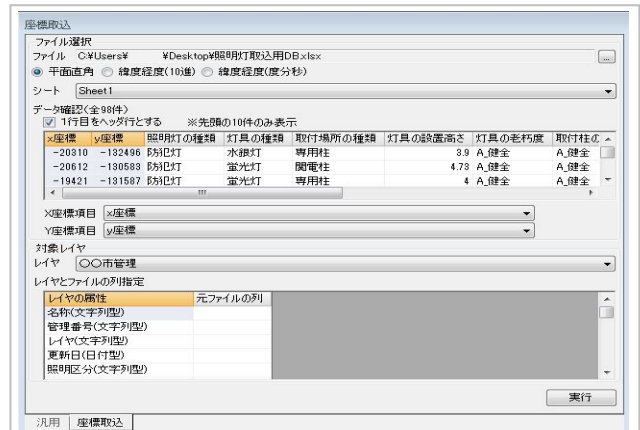 座標取込
ファイル選択
ファイル C:¥Users¥ ¥Desktop¥照明灯取込用DB.xlsx ...
平面直角 緯度経度(10進) 緯度経度(度分秒)
シート Sheet1
データ確認(全98件)
1行目をヘッダ行とする ※先頭の10件のみ表示
x座標 y座標 照明灯の種類 灯具の種類 取付場所の種類 灯具の設置高さ 灯具の老朽度 取付柱の
-20310 -132496 防犯灯 水銀灯 専用柱 3.9 A_健全 A_健全
-20612 -130583 防犯灯 蛍光灯 関電柱 4.73 A_健全 A_健全
-19421 -131587 防犯灯 蛍光灯 専用柱 4 A_健全 A_健全
X座標項目 x座標
Y座標項目 y座標
対象レイヤ
レイヤ 〇〇市管理
レイヤとファイルの列指定
レイヤの属性 元ファイルの列
名称(文字列型)
管理番号(文字列型)
レイヤ(文字列型)
更新日(日付型)
照明区分(文字列型)
実行
汎用 座標取込